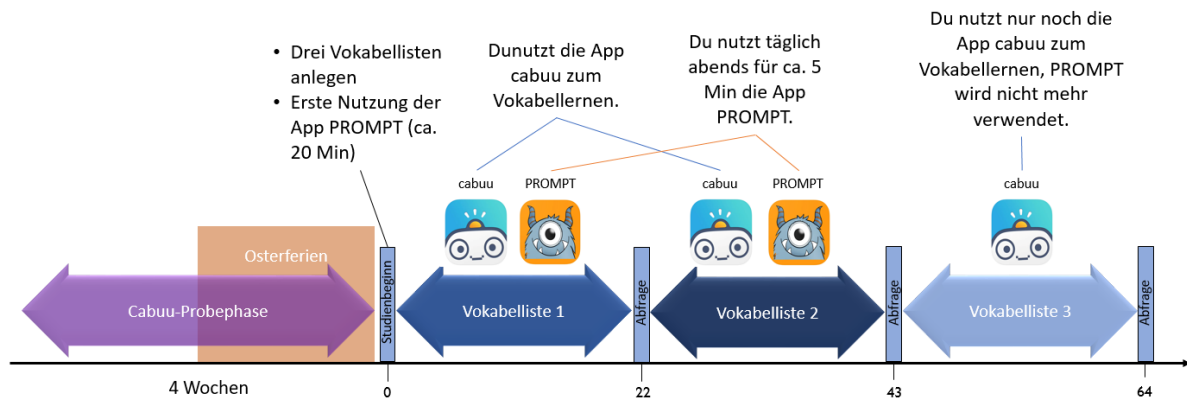 • Drei Vokabellisten
anlegen
• Erste Nutzung der
App PROMPT (ca.
20 Min)
Dunutzt die App
cabuu zum
Vokabellernen.
Du nutzt täglich
abends für ca. 5
Min die App
PROMPT.
Du nutzt nur noch die
App cabuu zum
Vokabellernen, PROMPT
wird nicht mehr
verwendet.
cabuu
PROMPT
cabuu
PROMPT
cabuu
Osterferien
Cabuu-Probephase
Studienbeginn
Vokabelliste 1
Abfrage
Vokabelliste 2
Abfrage
Vokabelliste 3
Abfrage
4 Wochen
0
22
43
64